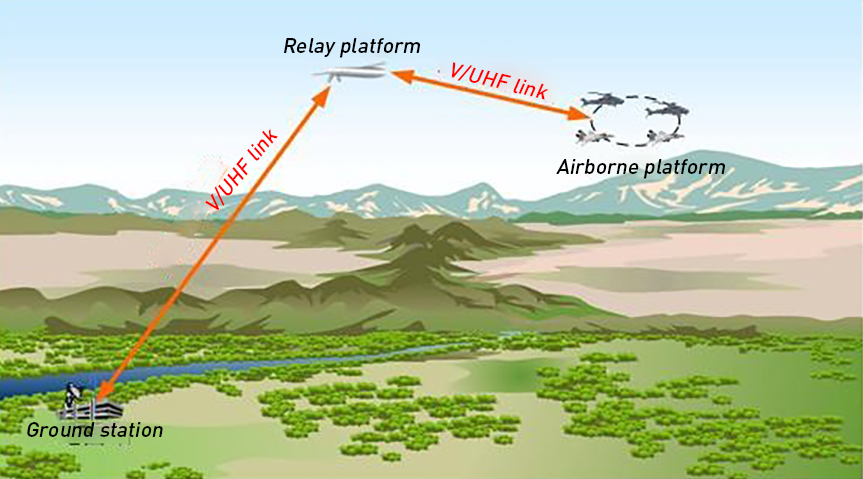 Relay platform
V/UHF link
Airborne platform
V/UHF link
Ground station